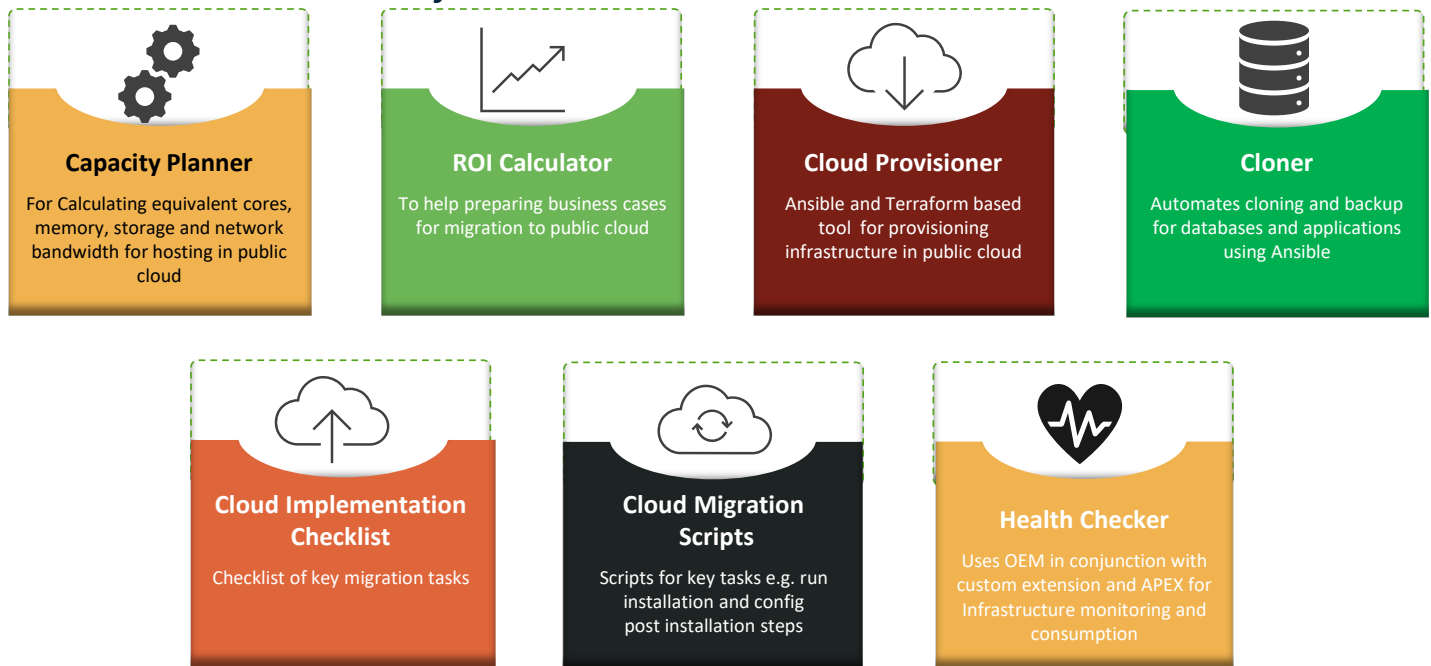 Capacity Planner
For Calculating equivalent cores,
memory, storage and network
bandwidth for hosting in public
cloud
ROI Calculator
To help preparing business cases
for migration to public cloud
Cloud Provisioner
Ansible and Terraform based
tool for provisioning
infrastructure in public cloud
Cloner
Automates cloning and backup
for databases and applications
using Ansible
Cloud Implementation
Checklist
Checklist of key migration tasks
Cloud Migration
Scripts
Scripts for key tasks e.g. run
installation and config
post installation steps
Health Checker
Uses OEM in conjunction with
custom extension and APEX for
Infrastructure monitoring and
consumption